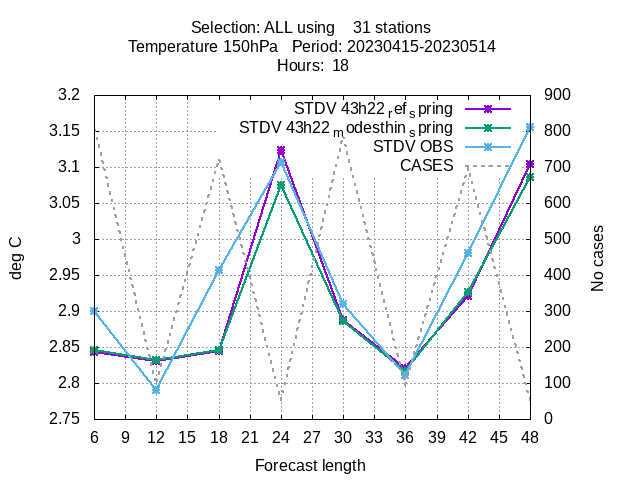 Selection: ALL using    31 stations
Temperature 150hPa   Period: 20230415-20230514
Hours:  18
STDV 43h22_ref_spring
STDV 43h22_modesthin_spring
STDV OBS
CASES
3.2
3.15
3.1
3.05
3
2.95
2.9
2.85
2.8
2.75
deg C
900
800
700
600
500
400
300
200
100
0
No cases
6 9 12 15 18 21 24 27 30 33 36 39 42 45 48
Forecast length